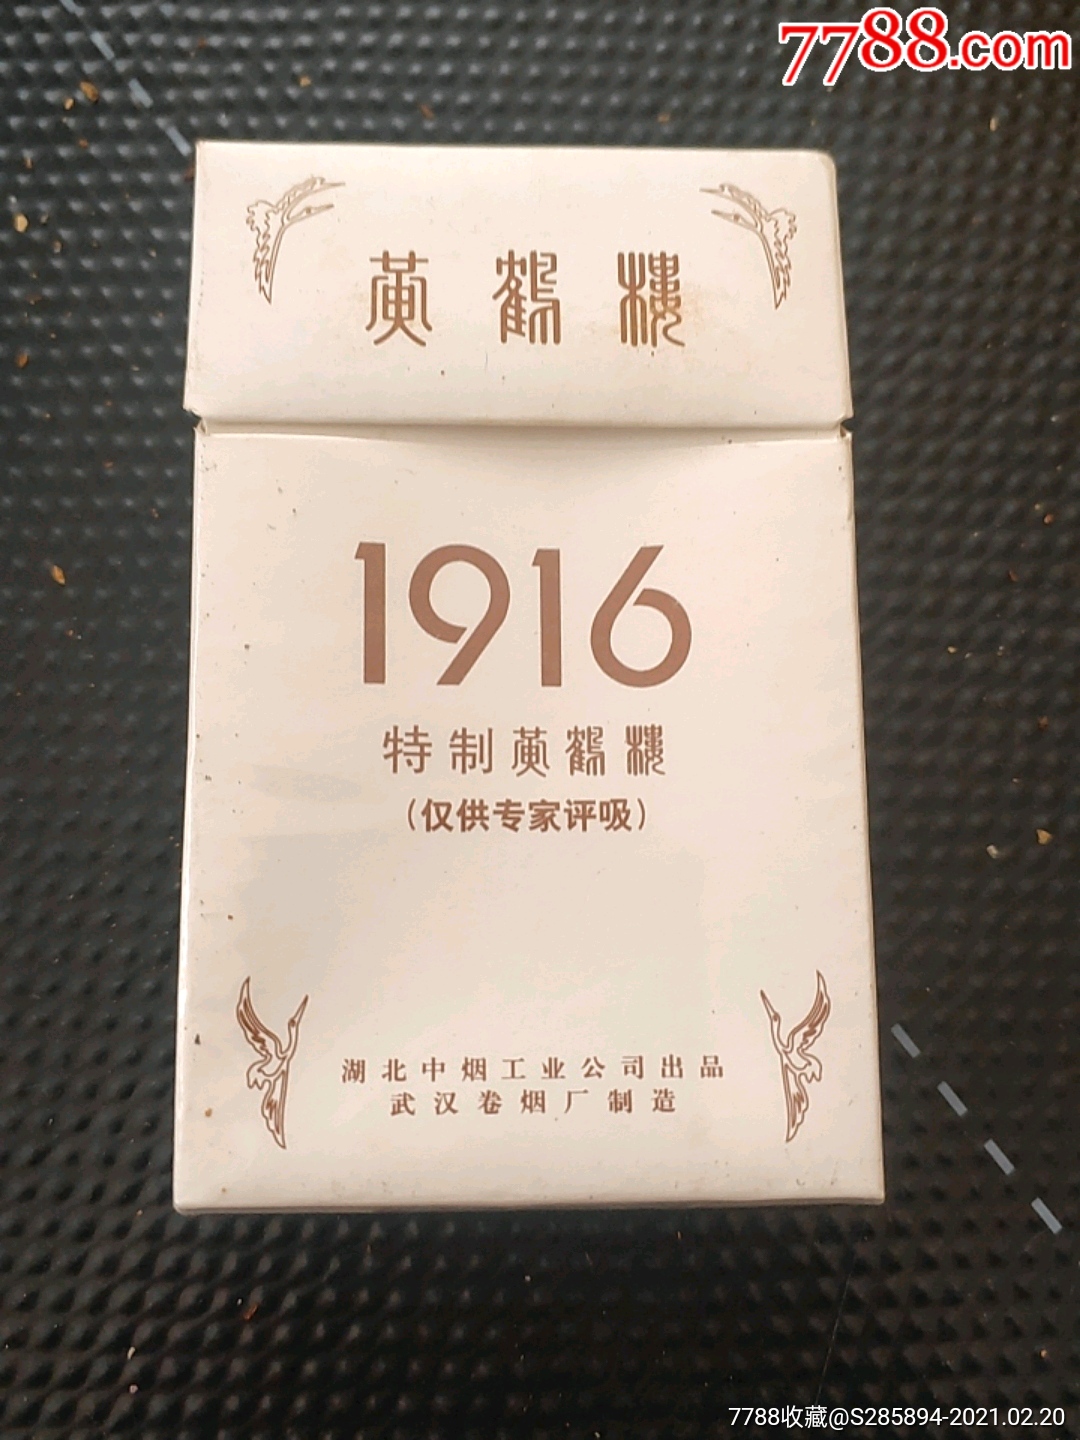 7788.com
黄鹤楼
1916
特制黄鹤楼
（仅供专家评吸）
湖北中烟工业公司出品
武汉卷烟厂制造
7788收藏@S285894-2021.02.20